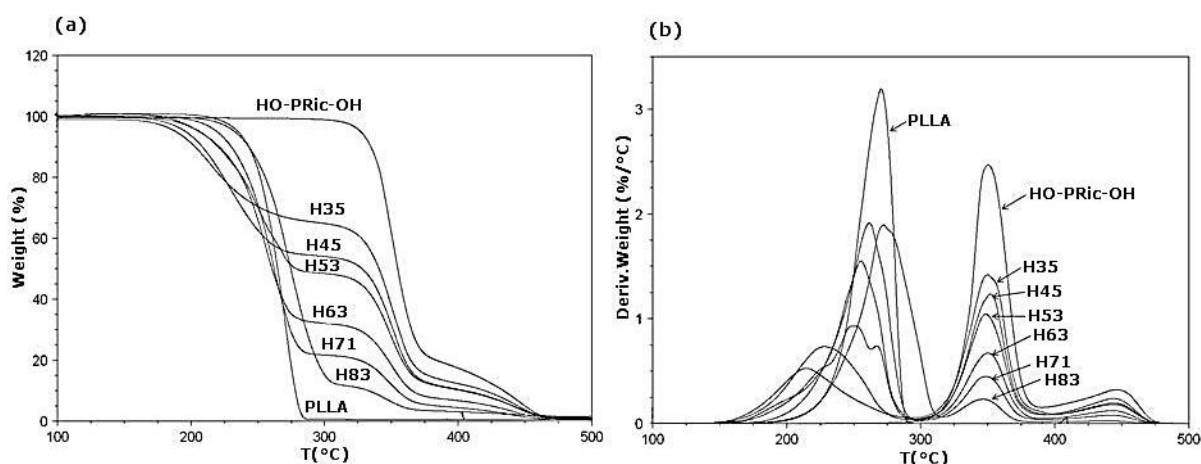 (a)
120
100
80
60
40
20
0
Weight (%)
HO-PRic-OH
H35
H45
H53
H63
H71
H83
PLLA
100 200 300 400 500
T(°C)
(b)
3
2
1
0
Deriv.Weight (%/°C)
PLLA
HO-PRic-OH
H35
H45
H53
H63
H71
H83
100 200 300 400 500
T(°C)